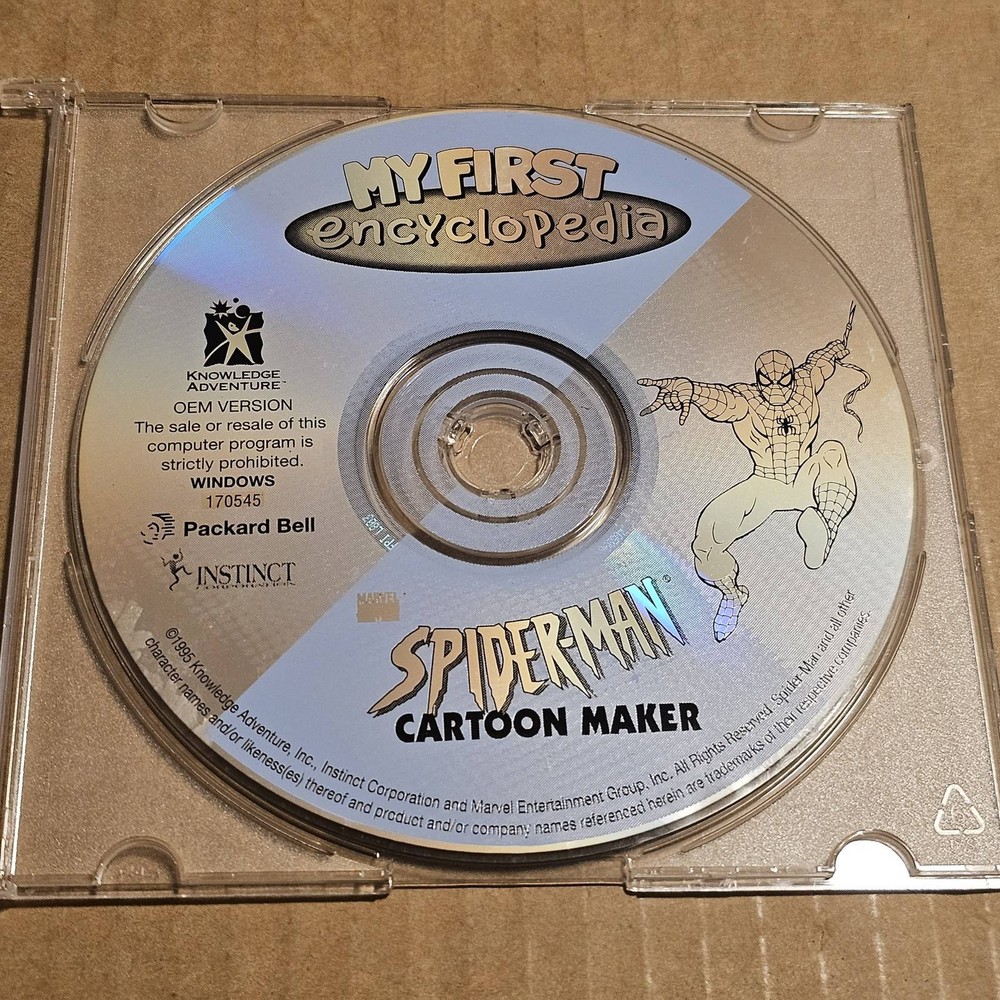 MY FIRST
encyclopedia
KNOWLEDGE
ADVENTURE™
OEM VERSION
The sale or resale of this
computer program is
strictly prohibited.
WINDOWS
170545
Packard Bell
INSTINCT
CORPORATION
MARVEL
SPIDER-MAN®
CARTOON MAKER
©1995 Knowledge Adventure, Inc., Instinct Corporation and Marvel Entertainment Group, Inc. All Rights Reserved. Spider-Man and all other
character names and/or likeness(es) thereof and product and/or company names referenced herein are trademarks of their respective companies.